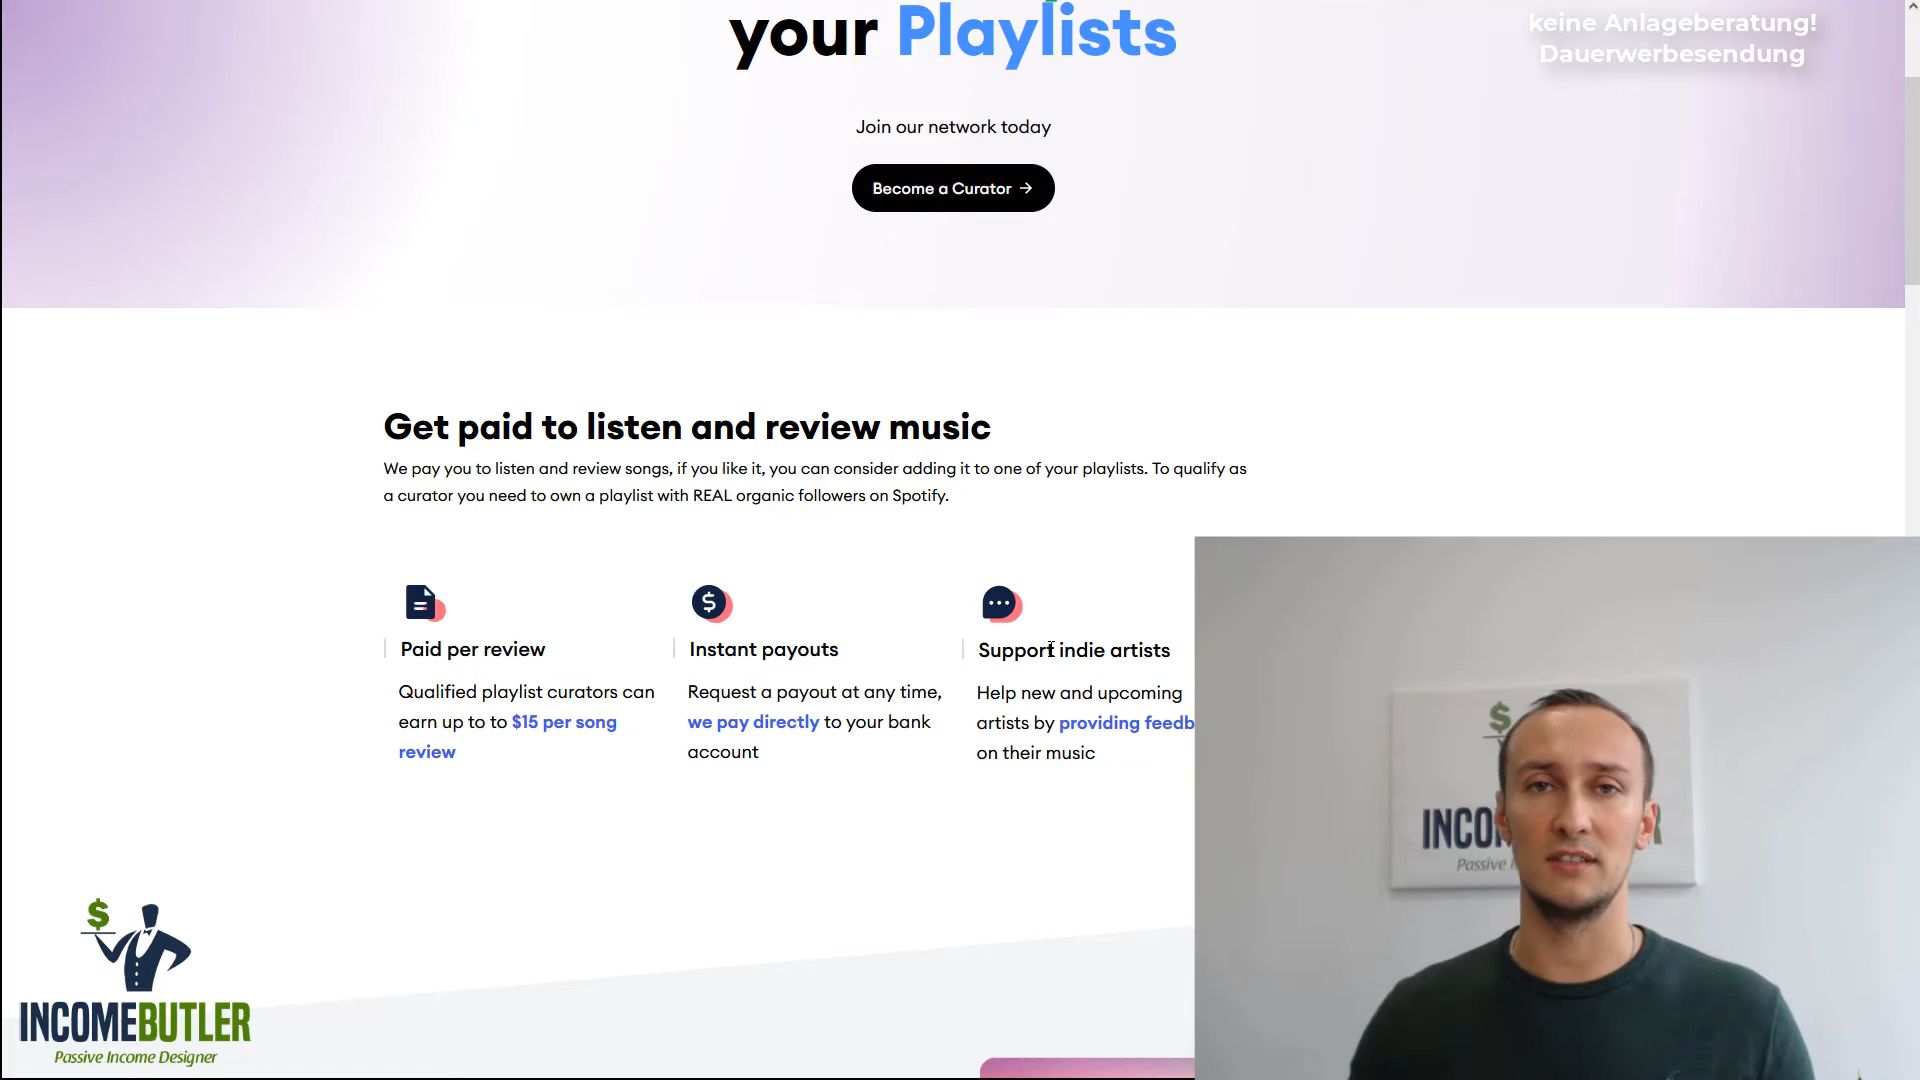 your Playlists
keine Anlageberatung!
Dauerwerbesendung
Join our network today
Become a Curator →
Get paid to listen and review music
We pay you to listen and review songs, if you like it, you can consider adding it to one of your playlists. To qualify as
a curator you need to own a playlist with REAL organic followers on Spotify.
Paid per review
Qualified playlist curators can
earn up to to $15 per song
review
Instant payouts
Request a payout at any time,
we pay directly to your bank
account
Support indie artists
Help new and upcoming
artists by providing feedb
on their music
$
INCO R
Passive I
$
INCOMEBUTLER
Passive Income Designer